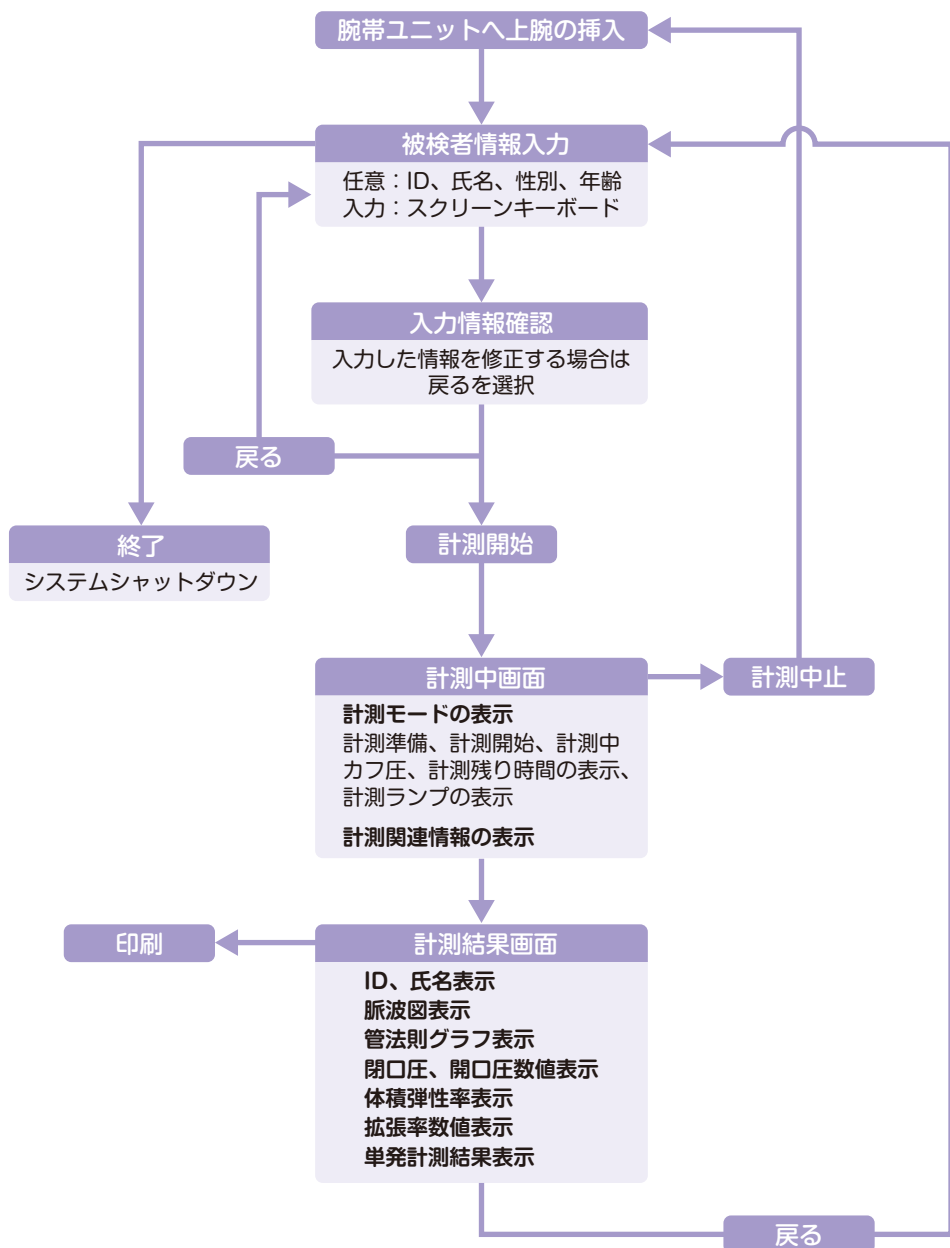 腕帯ユニットへ上腕の挿入
被検者情報入力
任意：ID、氏名、性別、年齢
入力：スクリーンキーボード
入力情報確認
入力した情報を修正する場合は
戻るを選択
戻る
終了
システムシャットダウン
計測開始
計測中画面
計測モードの表示
計測準備、計測開始、計測中
カフ圧、計測残り時間の表示、
計測ランプの表示
計測関連情報の表示
計測中止
印刷
計測結果画面
ID、氏名表示
脈波図表示
管法則グラフ表示
閉口圧、開口圧数値表示
体積弾性率表示
拡張率数値表示
単発計測結果表示
戻る